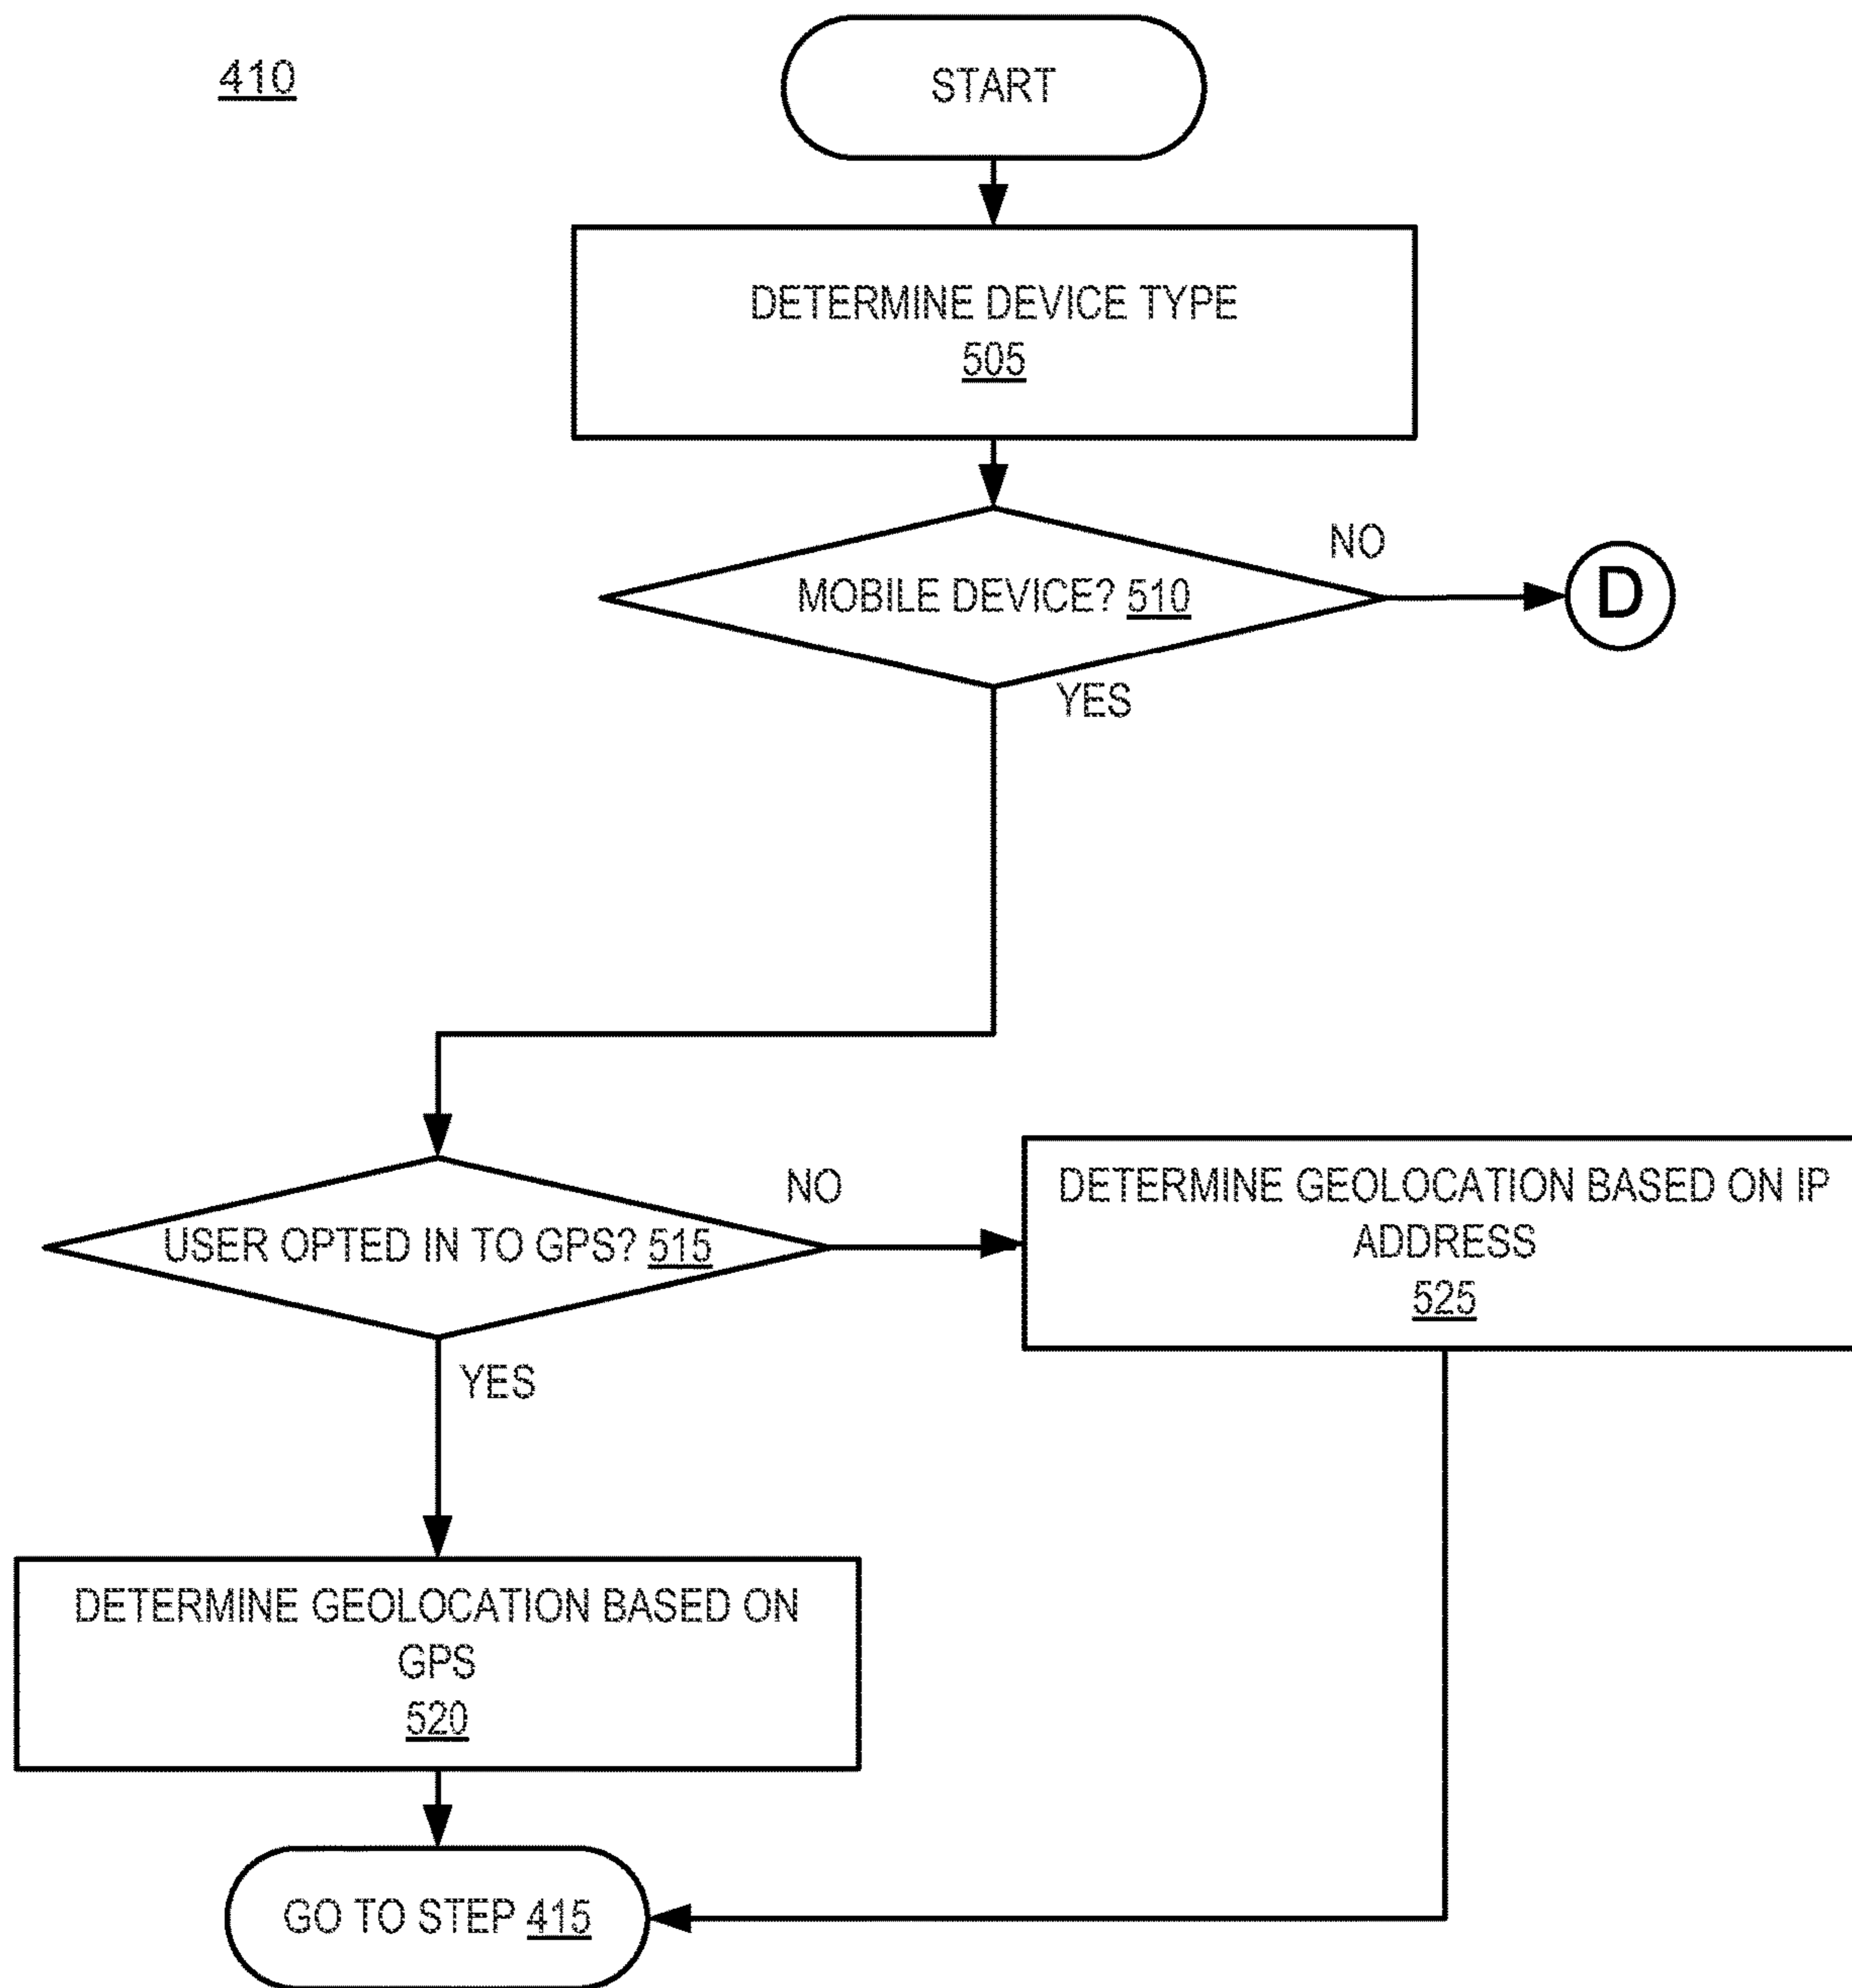 410
START
DETERMINE DEVICE TYPE
505
NO
MOBILE DEVICE? 510
D
YES
NO
USER OPTED IN TO GPS? 515
DETERMINE GEOLOCATION BASED ON IP
ADDRESS
525
YES
DETERMINE GEOLOCATION BASED ON
GPS
520
GO TO STEP 415